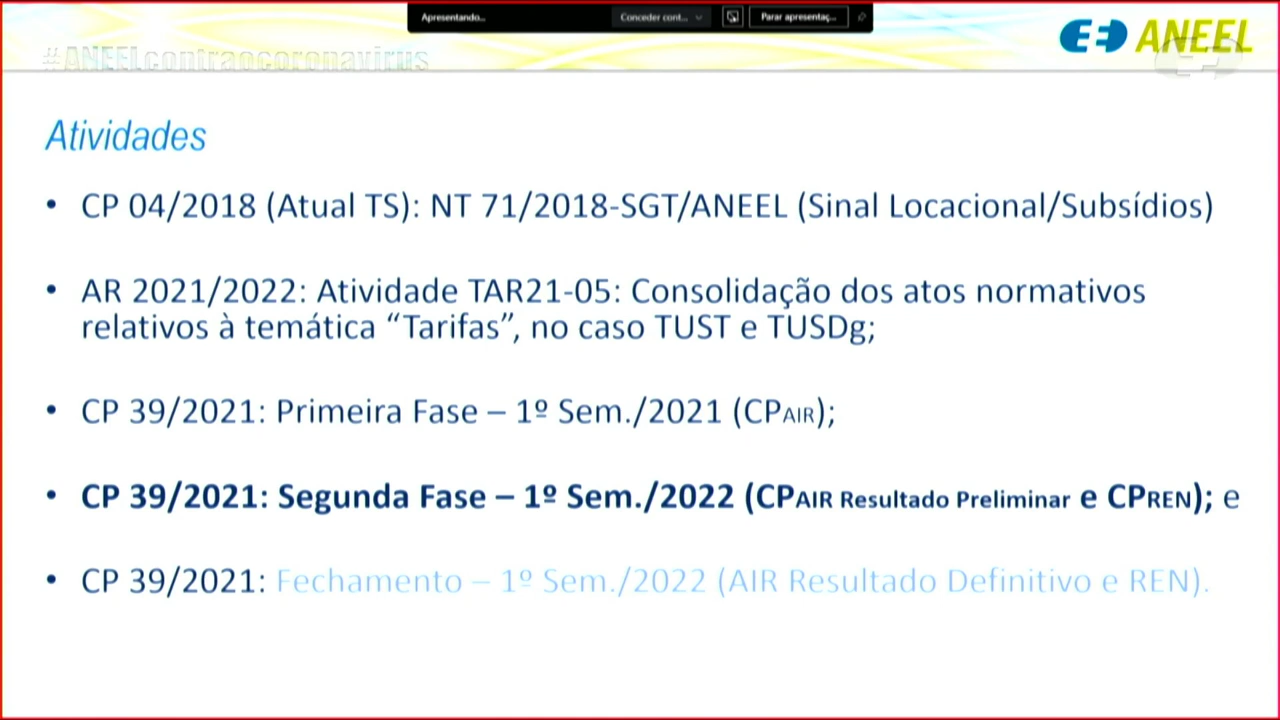 Apresentando...
Conceder cont...
Parar apresentaç...
ANEEL
#ANEELcontraocoronavirus
Atividades
• CP 04/2018 (Atual TS): NT 71/2018-SGT/ANEEL (Sinal Locacional/Subsídios)
• AR 2021/2022: Atividade TAR21-05: Consolidação dos atos normativos
relativos à temática “Tarifas”, no caso TUST e TUSDg;
• CP 39/2021: Primeira Fase – 1º Sem./2021 (CPAIR);
• CP 39/2021: Segunda Fase – 1º Sem./2022 (CPAIR Resultado Preliminar e CPREN); e
• CP 39/2021: Fechamento – 1º Sem./2022 (AIR Resultado Definitivo e REN).